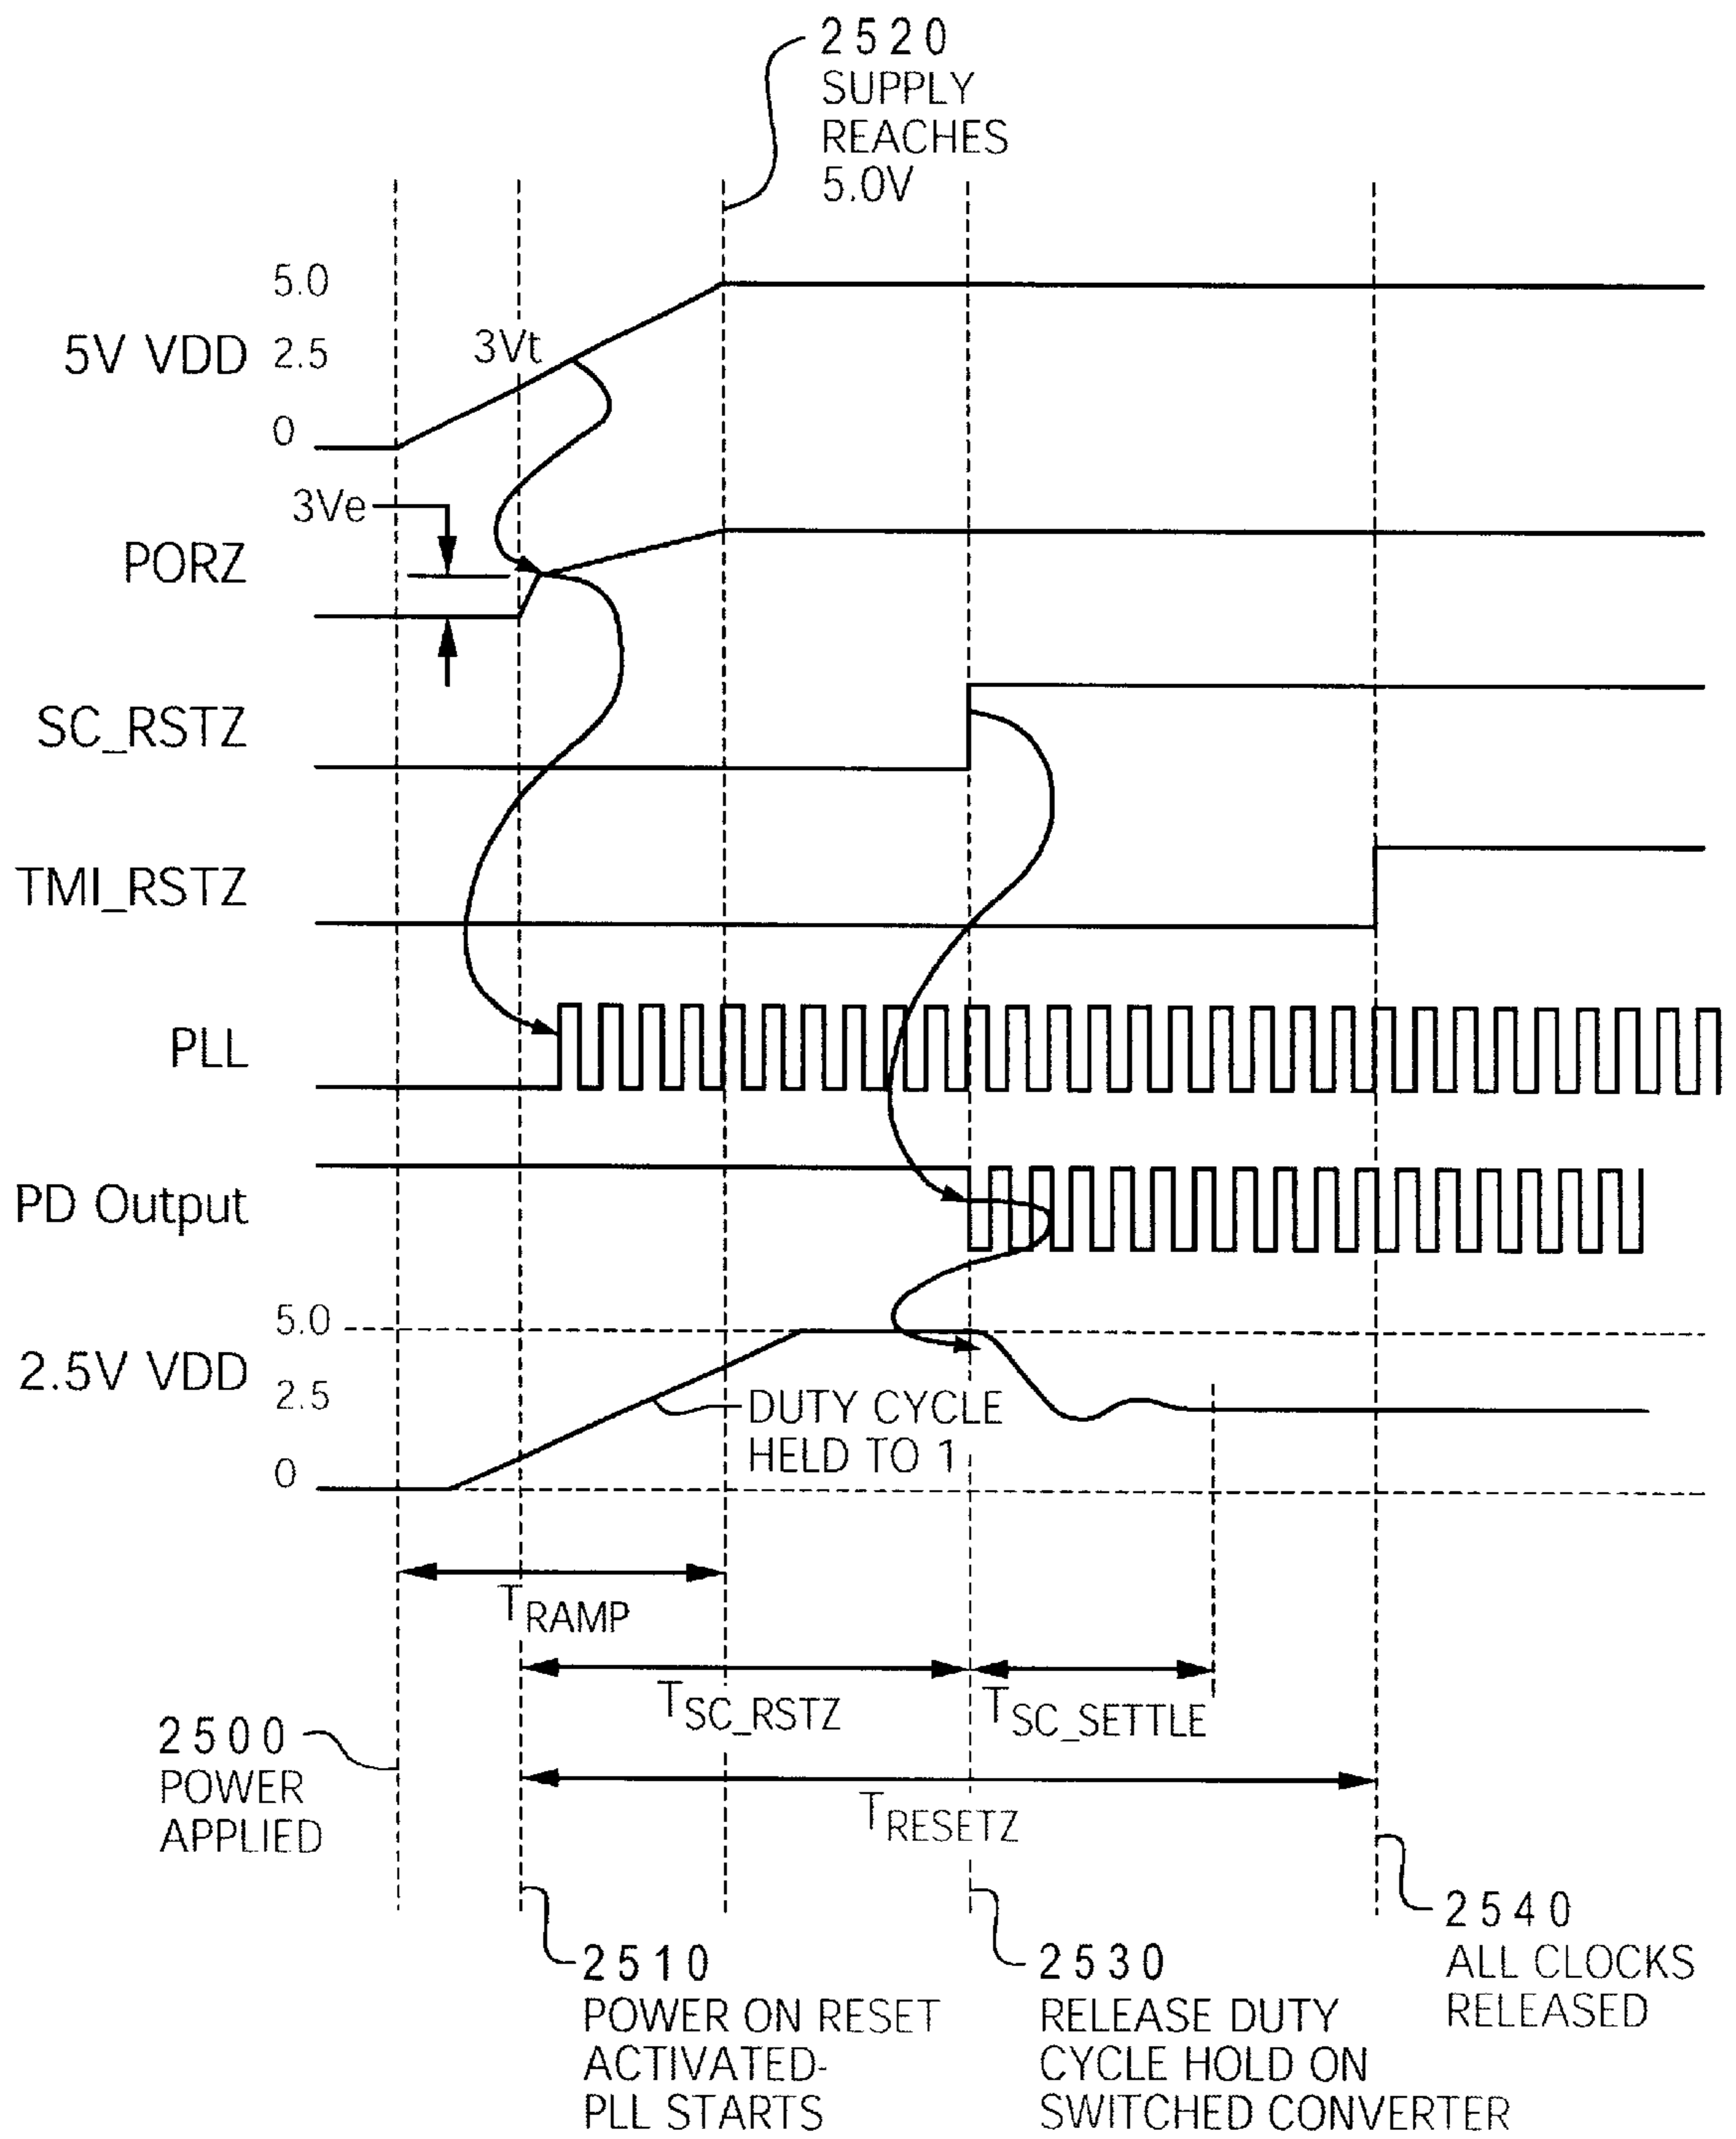 2520
SUPPLY
REACHES
5.0V
5.0
5V VDD 2.5
3Vt
0
3Ve
PORZ
SC_RSTZ
TMI_RSTZ
PLL
PD Output
5.0
2.5V VDD
2.5
DUTY CYCLE
HELD TO 1
0
TRAMP
TSC_RSTZ
TSC_SETTLE
2500
POWER
APPLIED
TRESETZ
2510
POWER ON RESET
ACTIVATED-
PLL STARTS
2530
RELEASE DUTY
CYCLE HOLD ON
SWITCHED CONVERTER
2540
ALL CLOCKS
RELEASED